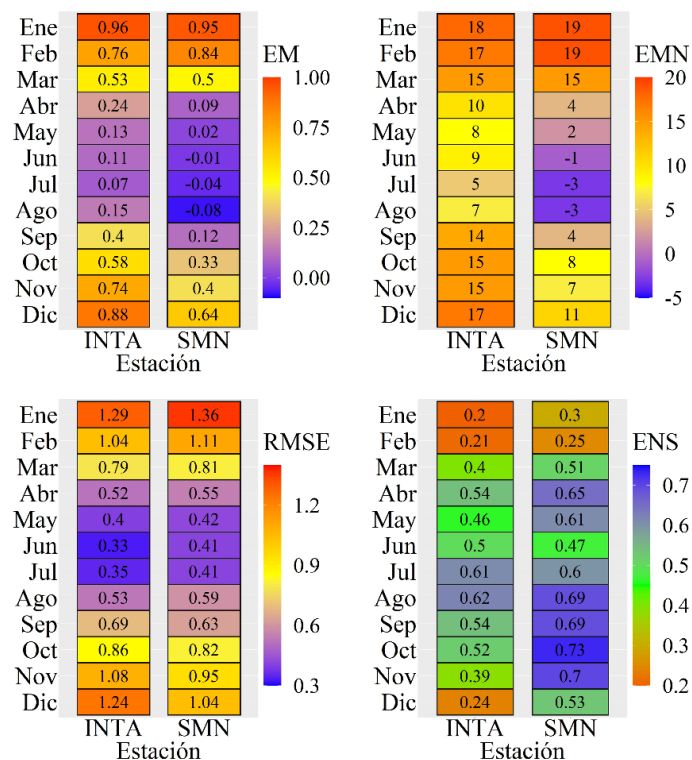 Ene 0.96 0.95
Feb 0.76 0.84
Mar 0.53 0.5
Abr 0.24 0.09
May 0.13 0.02
Jun 0.11 -0.01
Jul 0.07 -0.04
Ago 0.15 -0.08
Sep 0.4 0.12
Oct 0.58 0.33
Nov 0.74 0.4
Dic 0.88 0.64
INTA SMN
Estación
EM
1.00
0.75
0.50
0.25
0.00
Ene 18 19
Feb 17 19
Mar 15 15
Abr 10 4
May 8 2
Jun 9 -1
Jul 5 -3
Ago 7 -3
Sep 14 4
Oct 15 8
Nov 15 7
Dic 17 11
INTA SMN
Estación
EMN
20
15
10
5
0
-5
Ene 1.29 1.36
Feb 1.04 1.11
Mar 0.79 0.81
Abr 0.52 0.55
May 0.4 0.42
Jun 0.33 0.41
Jul 0.35 0.41
Ago 0.53 0.59
Sep 0.69 0.63
Oct 0.86 0.82
Nov 1.08 0.95
Dic 1.24 1.04
INTA SMN
Estación
RMSE
1.2
0.9
0.6
0.3
Ene 0.2 0.3
Feb 0.21 0.25
Mar 0.4 0.51
Abr 0.54 0.65
May 0.46 0.61
Jun 0.5 0.47
Jul 0.61 0.6
Ago 0.62 0.69
Sep 0.54 0.69
Oct 0.52 0.73
Nov 0.39 0.7
Dic 0.24 0.53
INTA SMN
Estación
ENS
0.7
0.6
0.5
0.4
0.3
0.2